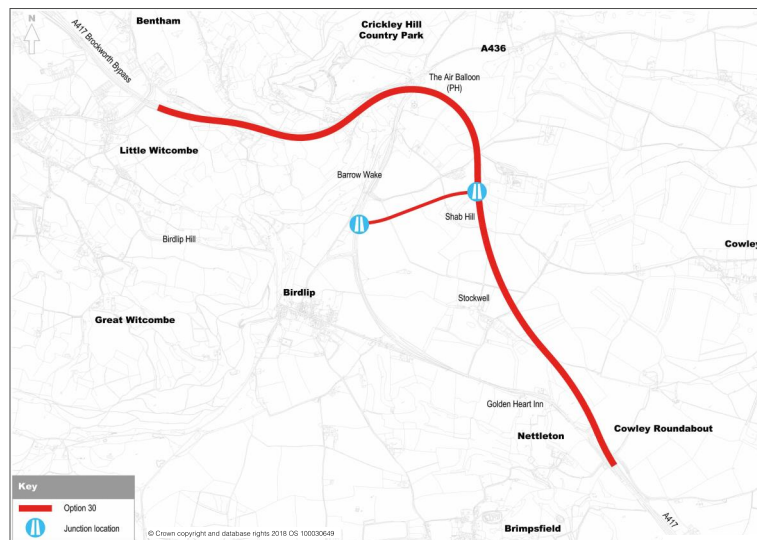 N
A417 Brockworth Bypass
Bentham
Crickley Hill
Country Park
A436
The Air Balloon
(PH)
Little Witcombe
Barrow Wake
Birdlip Hill
Shab Hill
Cowley
Birdlip
Great Witcombe
Stockwell
Golden Heart Inn
Nettleton
Cowley Roundabout
A417
Brimpsfield
Key
Option 30
Junction location
© Crown copyright and database rights 2018 OS 100030649